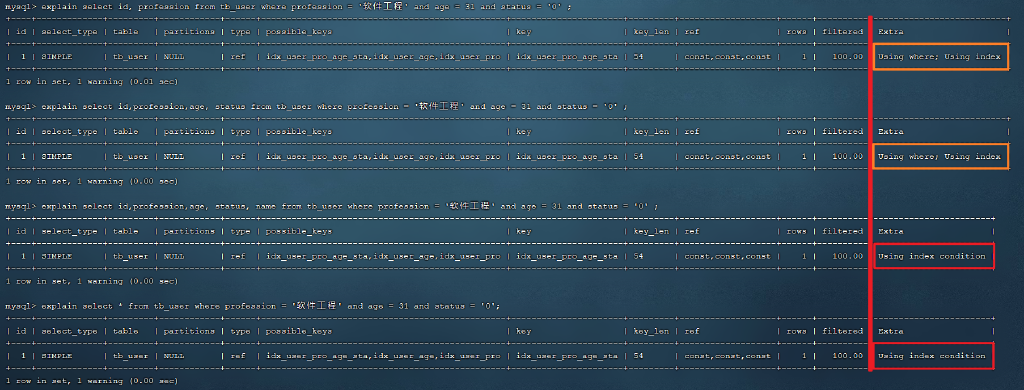 mysql> explain select id, profession from tb_user where profession = '软件工程' and age = 31 and status = '0' ;
| id | select_type | table | partitions | type | possible_keys | key | key_len | ref | rows | filtered | Extra |
| 1 | SIMPLE | tb_user | NULL | ref | idx_user_pro_age_sta,idx_user_age,idx_user_pro | idx_user_pro_age_sta | 54 | const,const,const | 1 | 100.00 | Using where; Using index
1 row in set, 1 warning (0.01 sec)
mysql> explain select id,profession,age, status from tb_user where profession = '软件工程' and age = 31 and status = '0' ;
| id | select_type | table | partitions | type | possible_keys | key | key_len | ref | rows | filtered | Extra |
| 1 | SIMPLE | tb_user | NULL | ref | idx_user_pro_age_sta,idx_user_age,idx_user_pro | idx_user_pro_age_sta | 54 | const,const,const | 1 | 100.00 | Using where; Using index
1 row in set, 1 warning (0.00 sec)
mysql> explain select id,profession,age, status, name from tb_user where profession = '软件工程' and age = 31 and status = '0' ;
| id | select_type | table | partitions | type | possible_keys | key | key_len | ref | rows | filtered | Extra |
| 1 | SIMPLE | tb_user | NULL | ref | idx_user_pro_age_sta,idx_user_age,idx_user_pro | idx_user_pro_age_sta | 54 | const,const,const | 1 | 100.00 | Using index condition
1 row in set, 1 warning (0.00 sec)
mysql> explain select * from tb_user where profession = '软件工程' and age = 31 and status = '0';
| id | select_type | table | partitions | type | possible_keys | key | key_len | ref | rows | filtered | Extra |
| 1 | SIMPLE | tb_user | NULL | ref | idx_user_pro_age_sta,idx_user_age,idx_user_pro | idx_user_pro_age_sta | 54 | const,const,const | 1 | 100.00 | Using index condition
1 row in set, 1 warning (0.00 sec)